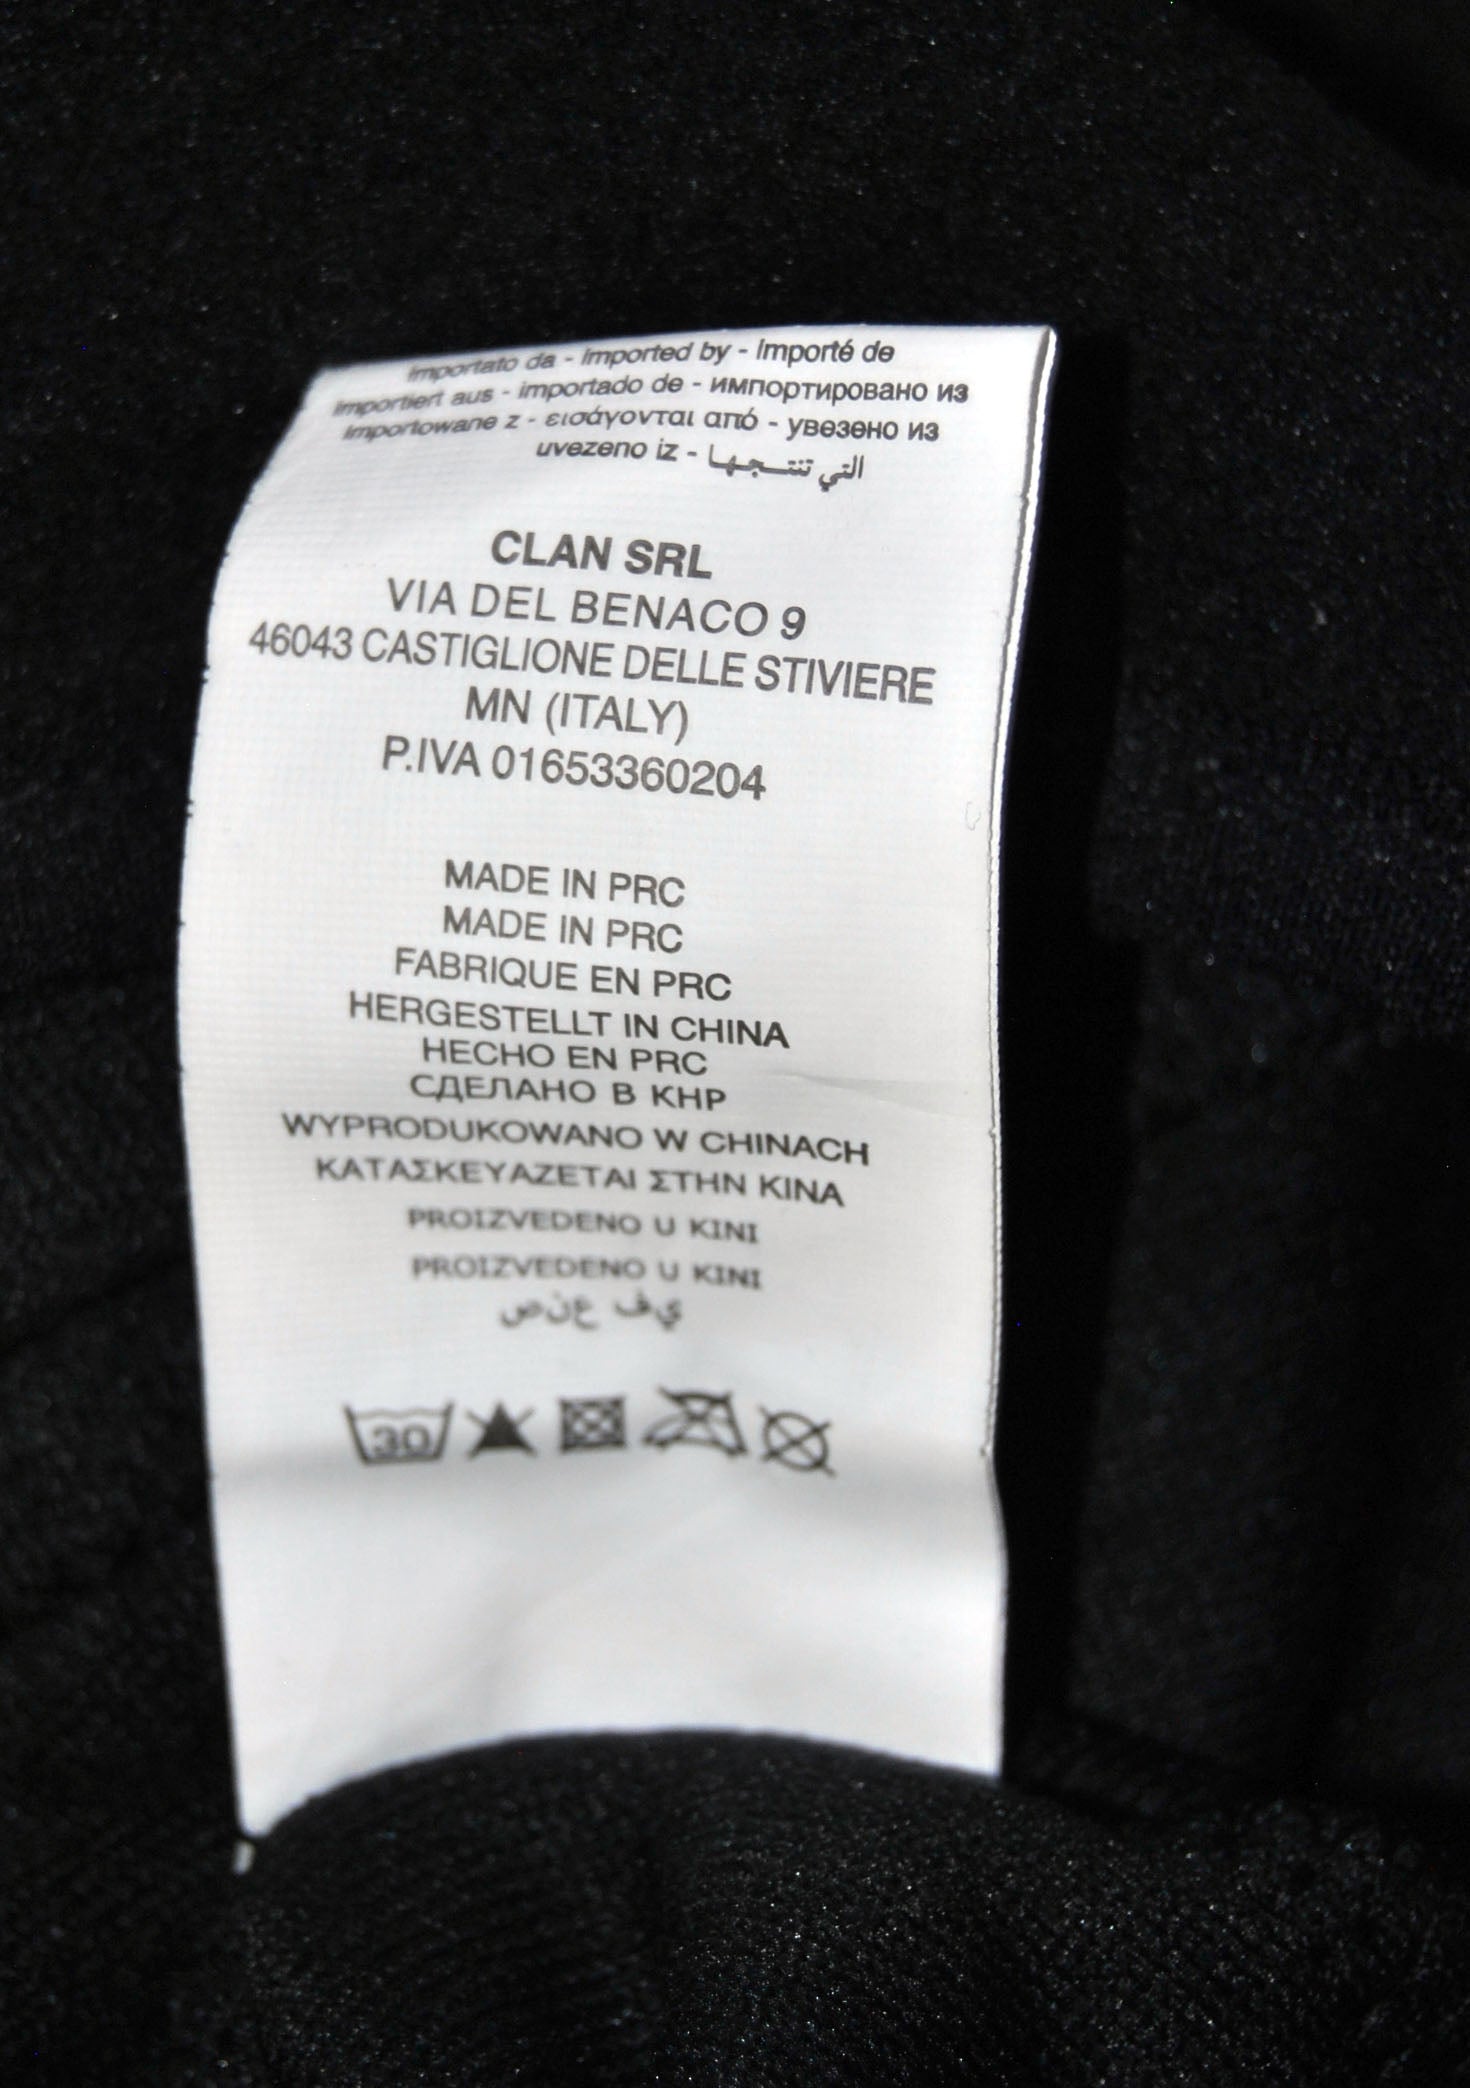 Importato da - Imported by - Importé de
Importiert aus - importado de - импортировано из
Importowane z - εισάγονται από - увезено из
uvezeno iz - التي تنتجها
CLAN SRL
VIA DEL BENACO 9
46043 CASTIGLIONE DELLE STIVIERE
MN (ITALY)
P.IVA 01653360204
MADE IN PRC
MADE IN PRC
FABRIQUE EN PRC
HERGESTELLT IN CHINA
HECHO EN PRC
СДЕЛАНО В КНР
WYPRODUKOWANO W CHINACH
ΚΑΤΑΣΚΕΥΑΖΕΤΑΙ ΣΤΗΝ ΚΙΝΑ
PROIZVEDENO U KINI
PROIZVEDENO U KINI
30